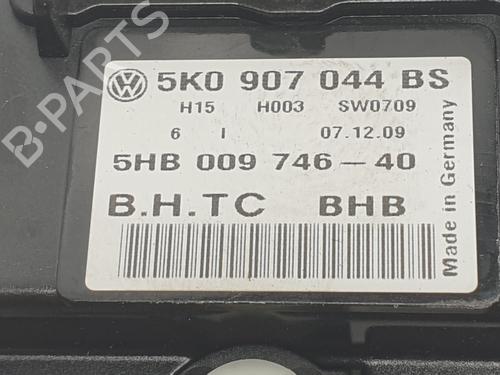 5K0 907 044 BS
H15 H003 SW0709
6 I 07.12.09
5HB 009 746-40
B.H.TC BHB
Made in Germany
B-PARTS